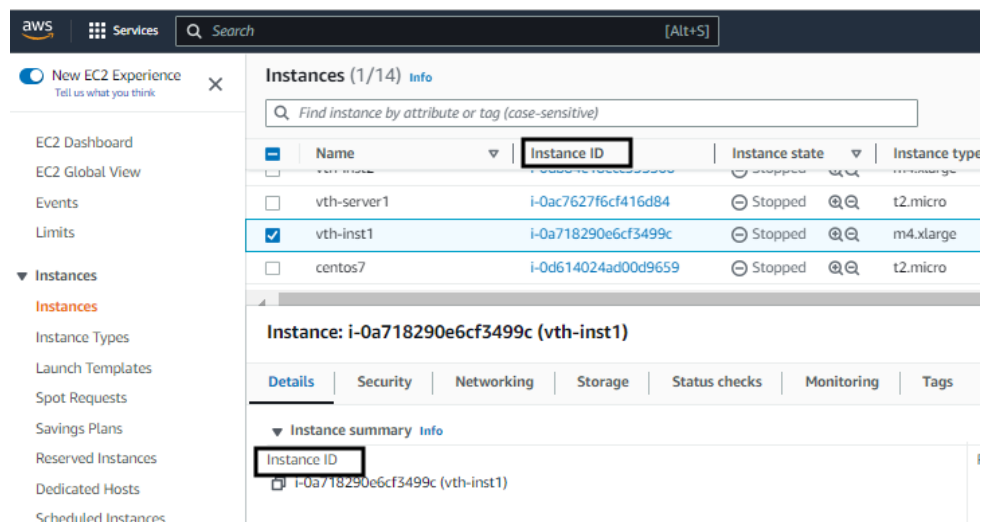 aws
Services
Search [Alt+S]
New EC2 Experience
Tell us what you think
EC2 Dashboard
EC2 Global View
Events
Limits
Instances
Instances
Instance Types
Launch Templates
Spot Requests
Savings Plans
Reserved Instances
Dedicated Hosts
Scheduled Instances
Instances (1/14) Info
Find instance by attribute or tag (case-sensitive)
Name Instance ID Instance state Instance type
Stopped m4.xlarge
vth-server1 i-0ac7627f6cf416d84 Stopped t2.micro
vth-inst1 i-0a718290e6cf3499c Stopped m4.xlarge
centos7 i-0d614024ad00d9659 Stopped t2.micro
Instance: i-0a718290e6cf3499c (vth-inst1)
Details Security Networking Storage Status checks Monitoring Tags
Instance summary Info
Instance ID
i-0a718290e6cf3499c (vth-inst1)